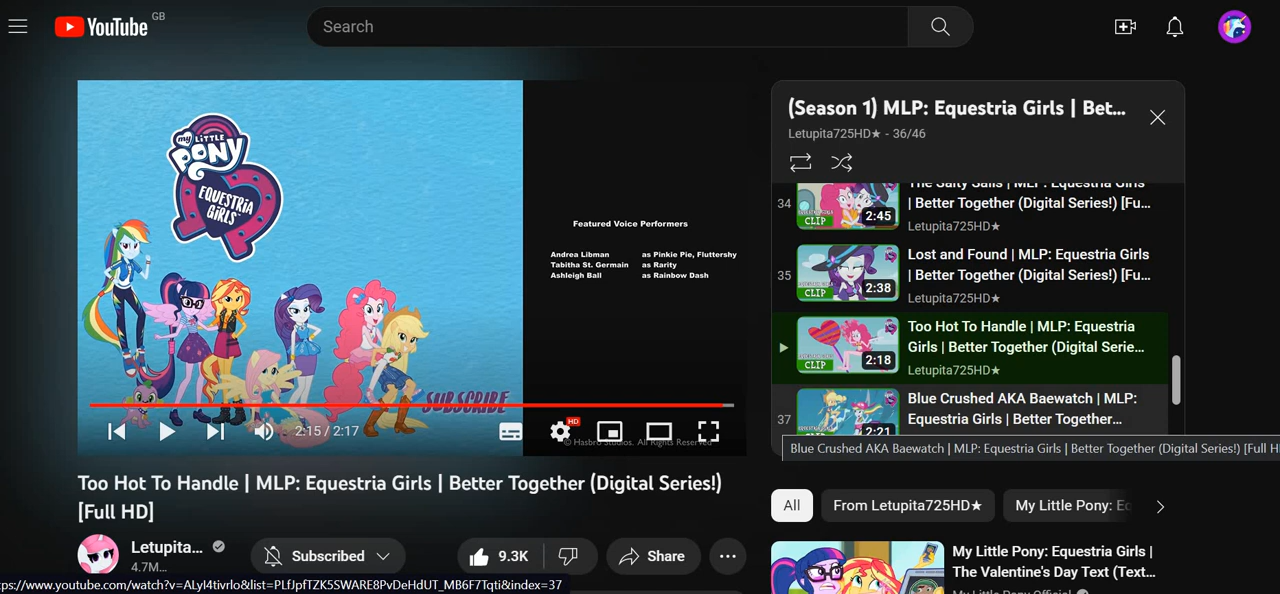 YouTube
GB
Search
my
LITTLE
PONY
EQUESTRIA
GIRLS
SUBSCRIBE
Featured Voice Performers
Andrea Libman as Pinkie Pie, Fluttershy
Tabitha St. Germain as Rarity
Ashleigh Ball as Rainbow Dash
© Hasbro Studios. All Rights Reserved
2:15 / 2:17
HD
Too Hot To Handle | MLP: Equestria Girls | Better Together (Digital Series!)
[Full HD]
Letupita...
4.7M...
Subscribed
9.3K
Share
...
ps://www.youtube.com/watch?v=ALyI4tivrlo&list=PLfJpfTZK5SWARE8PvDeHdUT_MB6F7Tqti&index=37
(Season 1) MLP: Equestria Girls | Bet...
Letupita725HD★ - 36/46
34
CLIP
2:45
The Salty Sails | MLP: Equestria Girls
| Better Together (Digital Series!) [Fu...
Letupita725HD★
35
CLIP
2:38
Lost and Found | MLP: Equestria Girls
| Better Together (Digital Series!) [Fu...
Letupita725HD★
CLIP
2:18
Too Hot To Handle | MLP: Equestria
Girls | Better Together (Digital Serie...
Letupita725HD★
37
2:21
Blue Crushed AKA Baewatch | MLP:
Equestria Girls | Better Together...
Blue Crushed AKA Baewatch | MLP: Equestria Girls | Better Together (Digital Series!) [Full H
All
From Letupita725HD★
My Little Pony: Eq
My Little Pony: Equestria Girls |
The Valentine's Day Text (Text...
My Little Pony Official